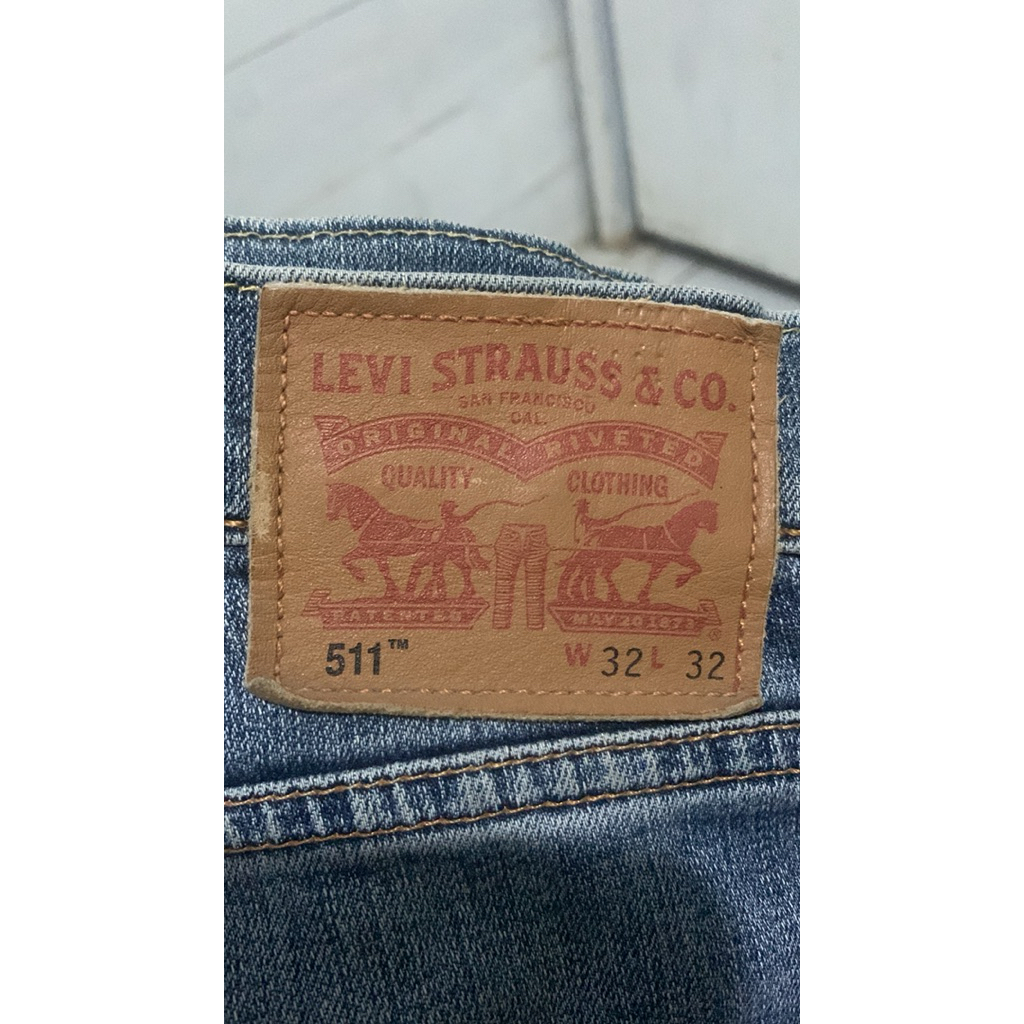 LEVI STRAUSS & CO.
SAN FRANCISCO
CAL.
ORIGINAL RIVETED
QUALITY CLOTHING
PATENTED MAY 20 1873
®
511™ W 32 L 32